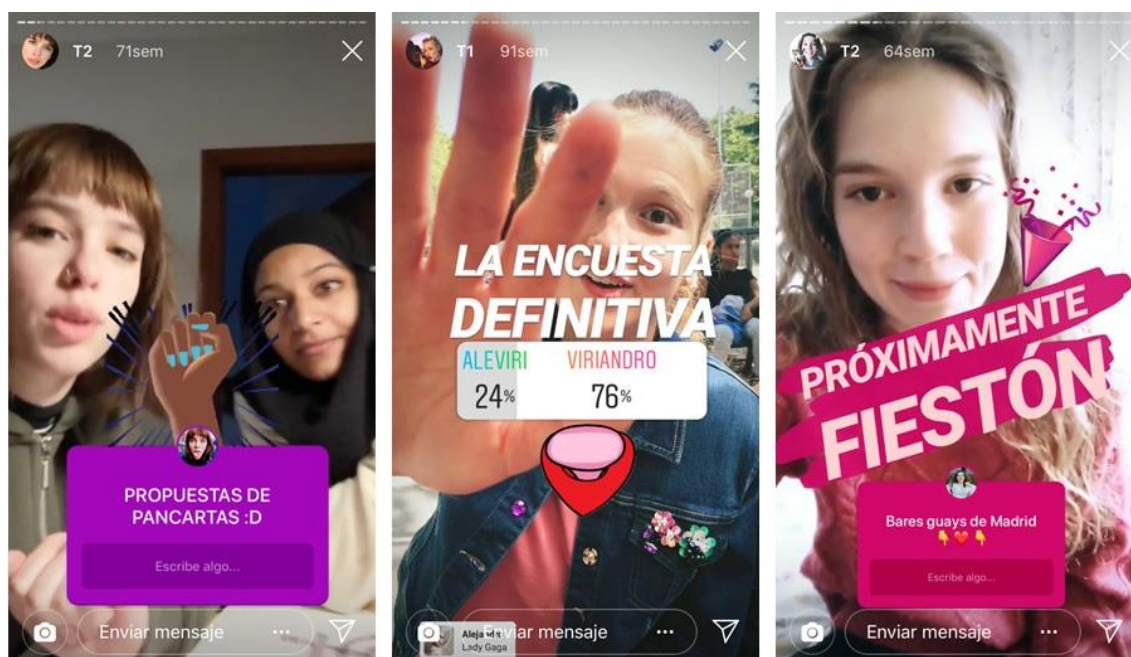 T2 71sem
PROPUESTAS DE
PANCARTAS :D
Escribe algo...
Enviar mensaje
T1 91sem
LA ENCUESTA
DEFINITIVA
ALEVIRI VIRIANDRO
24% 76%
Enviar mensaje
Lady Gaga
T2 64sem
PRÓXIMAMENTE
FIESTÓN
Bares guays de Madrid
Escribe algo...
Enviar mensaje